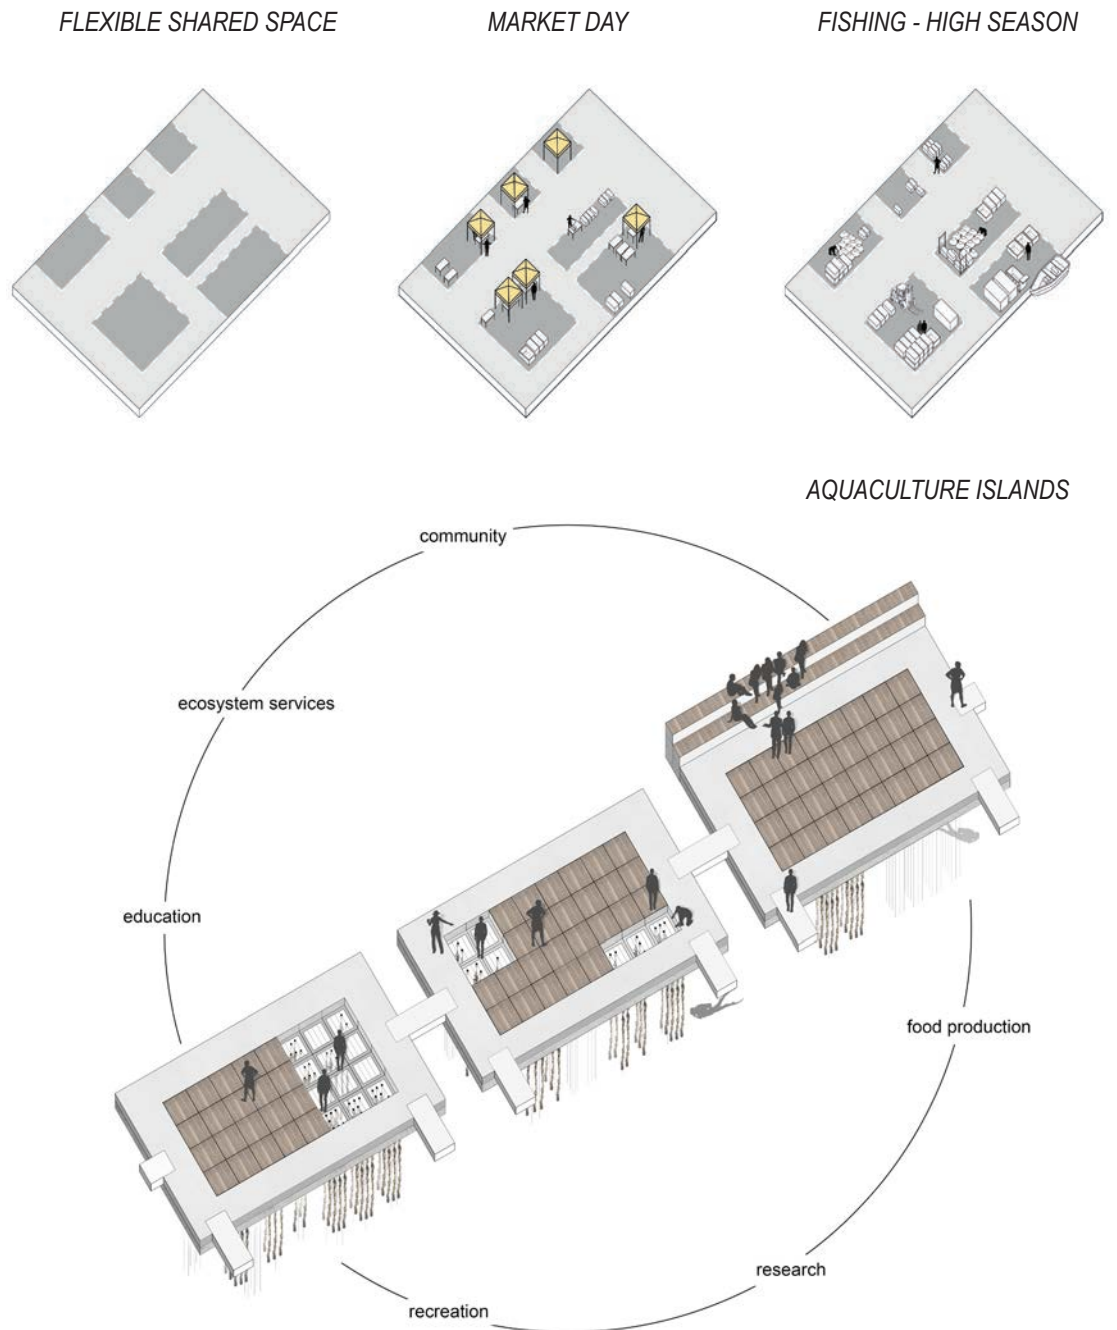 FLEXIBLE SHARED SPACE
MARKET DAY
FISHING - HIGH SEASON
AQUACULTURE ISLANDS
community
ecosystem services
education
food production
research
recreation